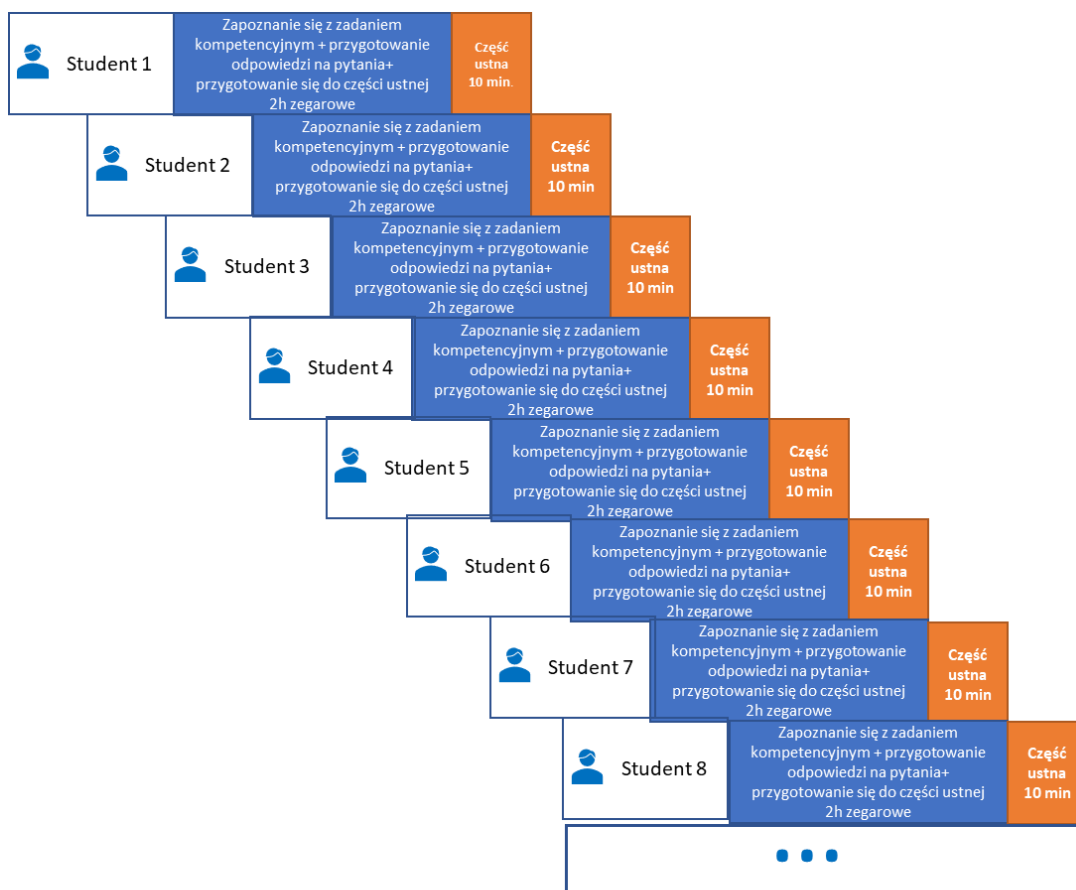 Student 1
Zapoznanie się z zadaniem
kompetencyjnym + przygotowanie
odpowiedzi na pytania+
przygotowanie się do części ustnej
2h zegarowe
Część
ustna
10 min.
Student 2
Zapoznanie się z zadaniem
kompetencyjnym + przygotowanie
odpowiedzi na pytania+
przygotowanie się do części ustnej
2h zegarowe
Część
ustna
10 min
Student 3
Zapoznanie się z zadaniem
kompetencyjnym + przygotowanie
odpowiedzi na pytania+
przygotowanie się do części ustnej
2h zegarowe
Część
ustna
10 min
Student 4
Zapoznanie się z zadaniem
kompetencyjnym + przygotowanie
odpowiedzi na pytania+
przygotowanie się do części ustnej
2h zegarowe
Część
ustna
10 min
Student 5
Zapoznanie się z zadaniem
kompetencyjnym + przygotowanie
odpowiedzi na pytania+
przygotowanie się do części ustnej
2h zegarowe
Część
ustna
10 min
Student 6
Zapoznanie się z zadaniem
kompetencyjnym + przygotowanie
odpowiedzi na pytania+
przygotowanie się do części ustnej
2h zegarowe
Część
ustna
10 min
Student 7
Zapoznanie się z zadaniem
kompetencyjnym + przygotowanie
odpowiedzi na pytania+
przygotowanie się do części ustnej
2h zegarowe
Część
ustna
10 min
Student 8
Zapoznanie się z zadaniem
kompetencyjnym + przygotowanie
odpowiedzi na pytania+
przygotowanie się do części ustnej
2h zegarowe
Część
ustna
10 min